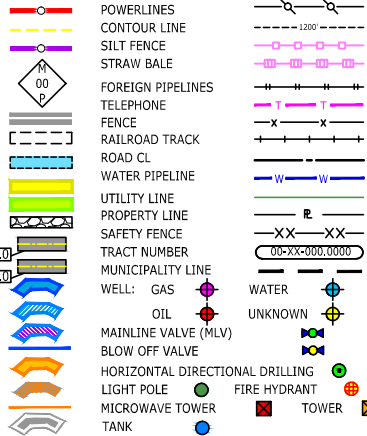 POWERLINES
CONTOUR LINE 1200'
SILT FENCE
STRAW BALE
M
00
P
FOREIGN PIPELINES
TELEPHONE T T
FENCE X X
RAILROAD TRACK
ROAD CL
WATER PIPELINE W W
UTILITY LINE
PROPERTY LINE PL
SAFETY FENCE XX XX
.0 TRACT NUMBER 00-XX-000.0000
.0 MUNICIPALITY LINE
WELL: GAS WATER
OIL UNKNOWN
MAINLINE VALVE (MLV)
BLOW OFF VALVE
HORIZONTAL DIRECTIONAL DRILLING
LIGHT POLE FIRE HYDRANT
MICROWAVE TOWER TOWER
TANK